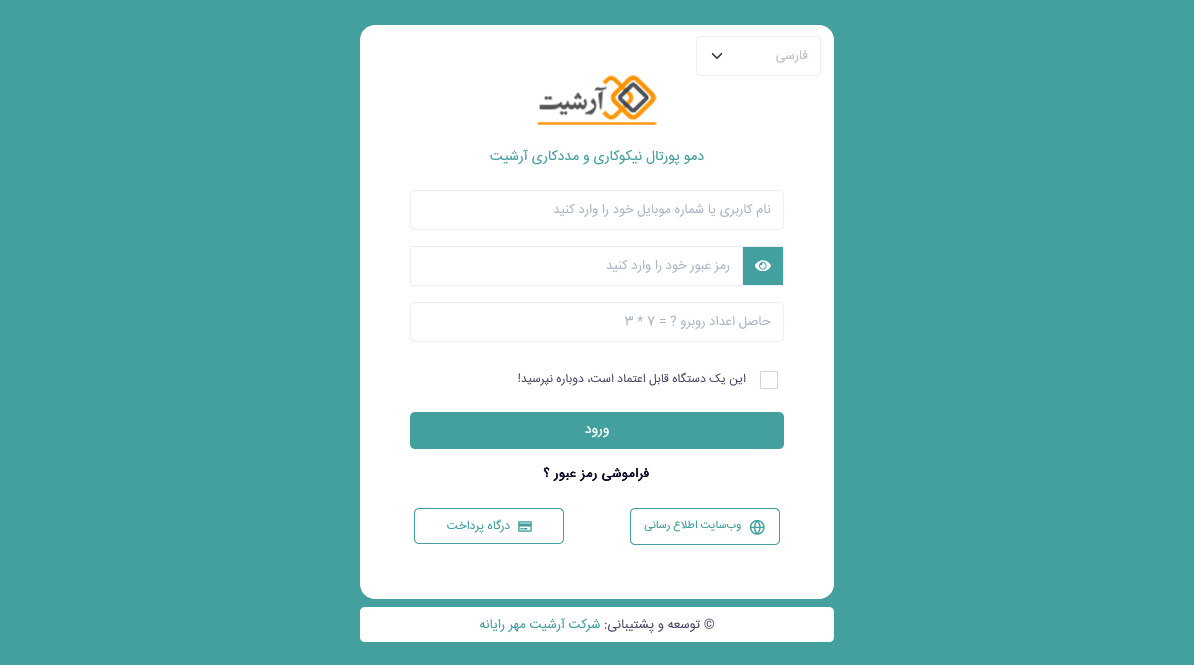 فارسی
آرشیت
دمو پورتال نیکوکاری و مددکاری آرشیت
نام کاربری یا شماره موبایل خود را وارد کنید
رمز عبور خود را وارد کنید
حاصل اعداد روبرو ? = ۷ * ۳
این یک دستگاه قابل اعتماد است، دوباره نپرسید!
ورود
فراموشی رمز عبور ؟
وب‌سایت اطلاع رسانی
درگاه پرداخت
© توسعه و پشتیبانی: شرکت آرشیت مهر رایانه